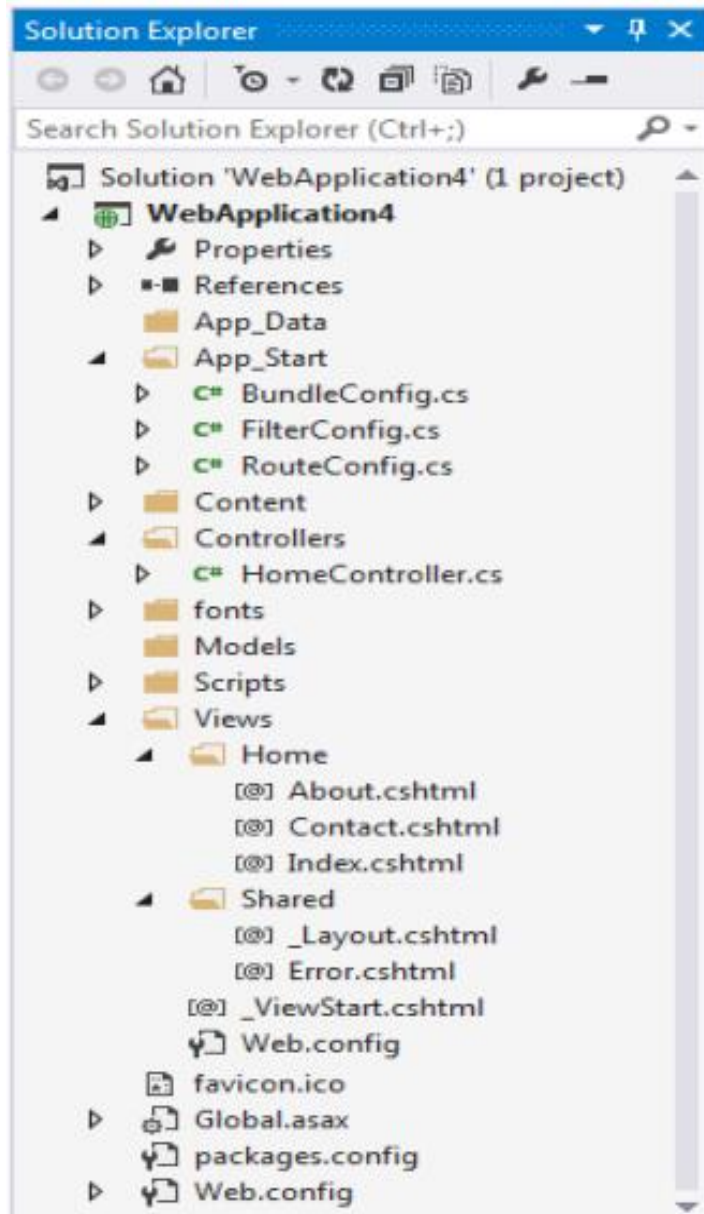 Solution Explorer
Search Solution Explorer (Ctrl+;)
Solution 'WebApplication4' (1 project)
WebApplication4
Properties
References
App_Data
App_Start
C# BundleConfig.cs
C# FilterConfig.cs
C# RouteConfig.cs
Content
Controllers
C# HomeController.cs
fonts
Models
Scripts
Views
Home
[@] About.cshtml
[@] Contact.cshtml
[@] Index.cshtml
Shared
[@] _Layout.cshtml
[@] Error.cshtml
[@] _ViewStart.cshtml
Web.config
favicon.ico
Global.asax
packages.config
Web.config